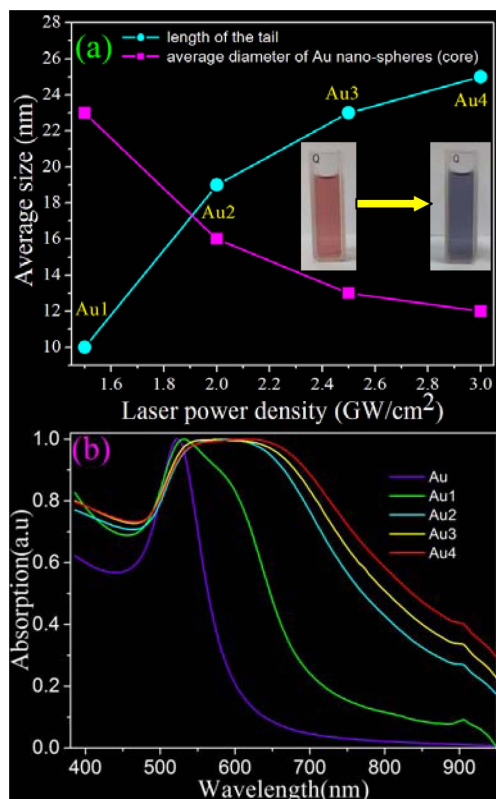 (a)
length of the tail
average diameter of Au nano-spheres (core)
28
26
24
22
20
18
16
14
12
10
Average size (nm)
Au1
Au2
Au3
Au4
Q
Q
1.6
1.8
2.0
2.2
2.4
2.6
2.8
3.0
Laser power density (GW/cm²)
(b)
Au
Au1
Au2
Au3
Au4
1.0
0.8
0.6
0.4
0.2
0.0
Absorption(a.u)
400
500
600
700
800
900
Wavelength(nm)